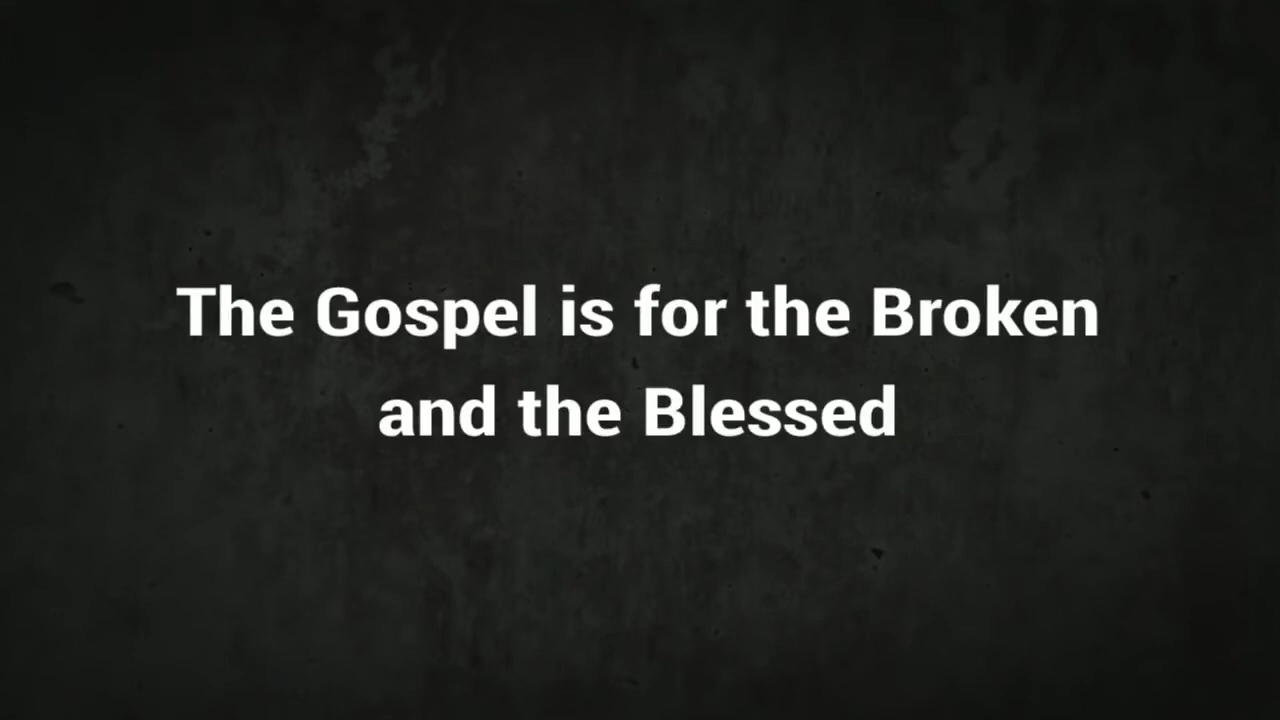 The Gospel is for the Broken
and the Blessed